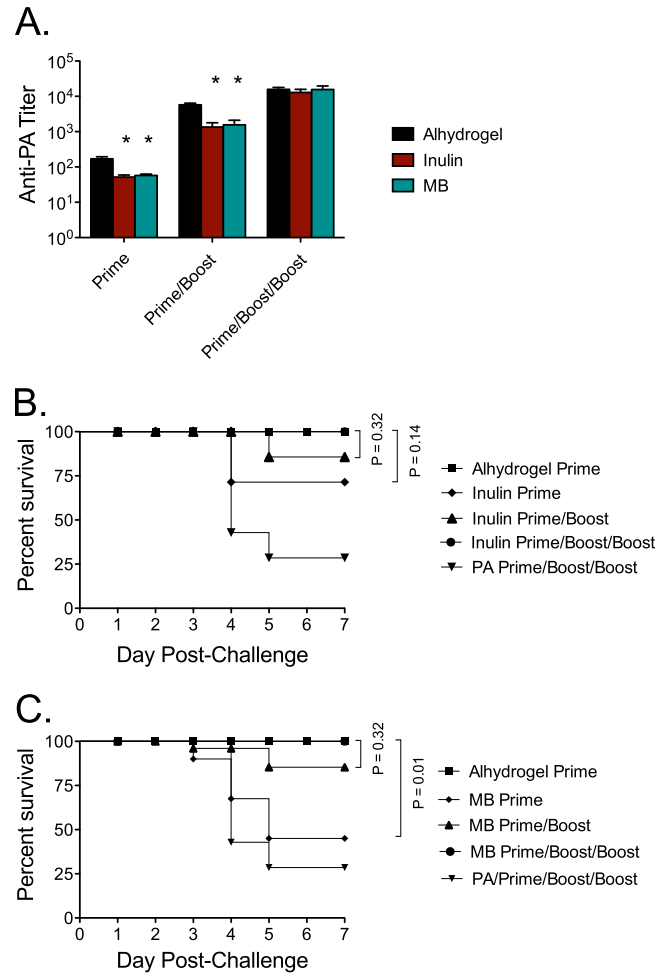 A.
Anti-PA Titer
10^5
10^4
10^3
10^2
10^1
10^0
* *
* *
Prime
Prime/Boost
Prime/Boost/Boost
Alhydrogel
Inulin
MB
B.
Percent survival
100
75
50
25
0
0 1 2 3 4 5 6 7
Day Post-Challenge
P = 0.32
P = 0.14
Alhydrogel Prime
Inulin Prime
Inulin Prime/Boost
Inulin Prime/Boost/Boost
PA Prime/Boost/Boost
C.
Percent survival
100
75
50
25
0
0 1 2 3 4 5 6 7
Day Post-Challenge
P = 0.32
P = 0.01
Alhydrogel Prime
MB Prime
MB Prime/Boost
MB Prime/Boost/Boost
PA/Prime/Boost/Boost